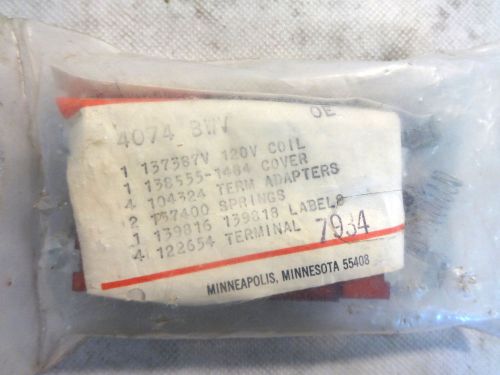 4074 BWV OE
1 137387V 120V COIL
1 138555-1484 COVER
4 104324 TERM ADAPTERS
2 137400 SPRINGS
1 139816 139818 LABELS
4 122654 TERMINAL 7934
MINNEAPOLIS, MINNESOTA 55408